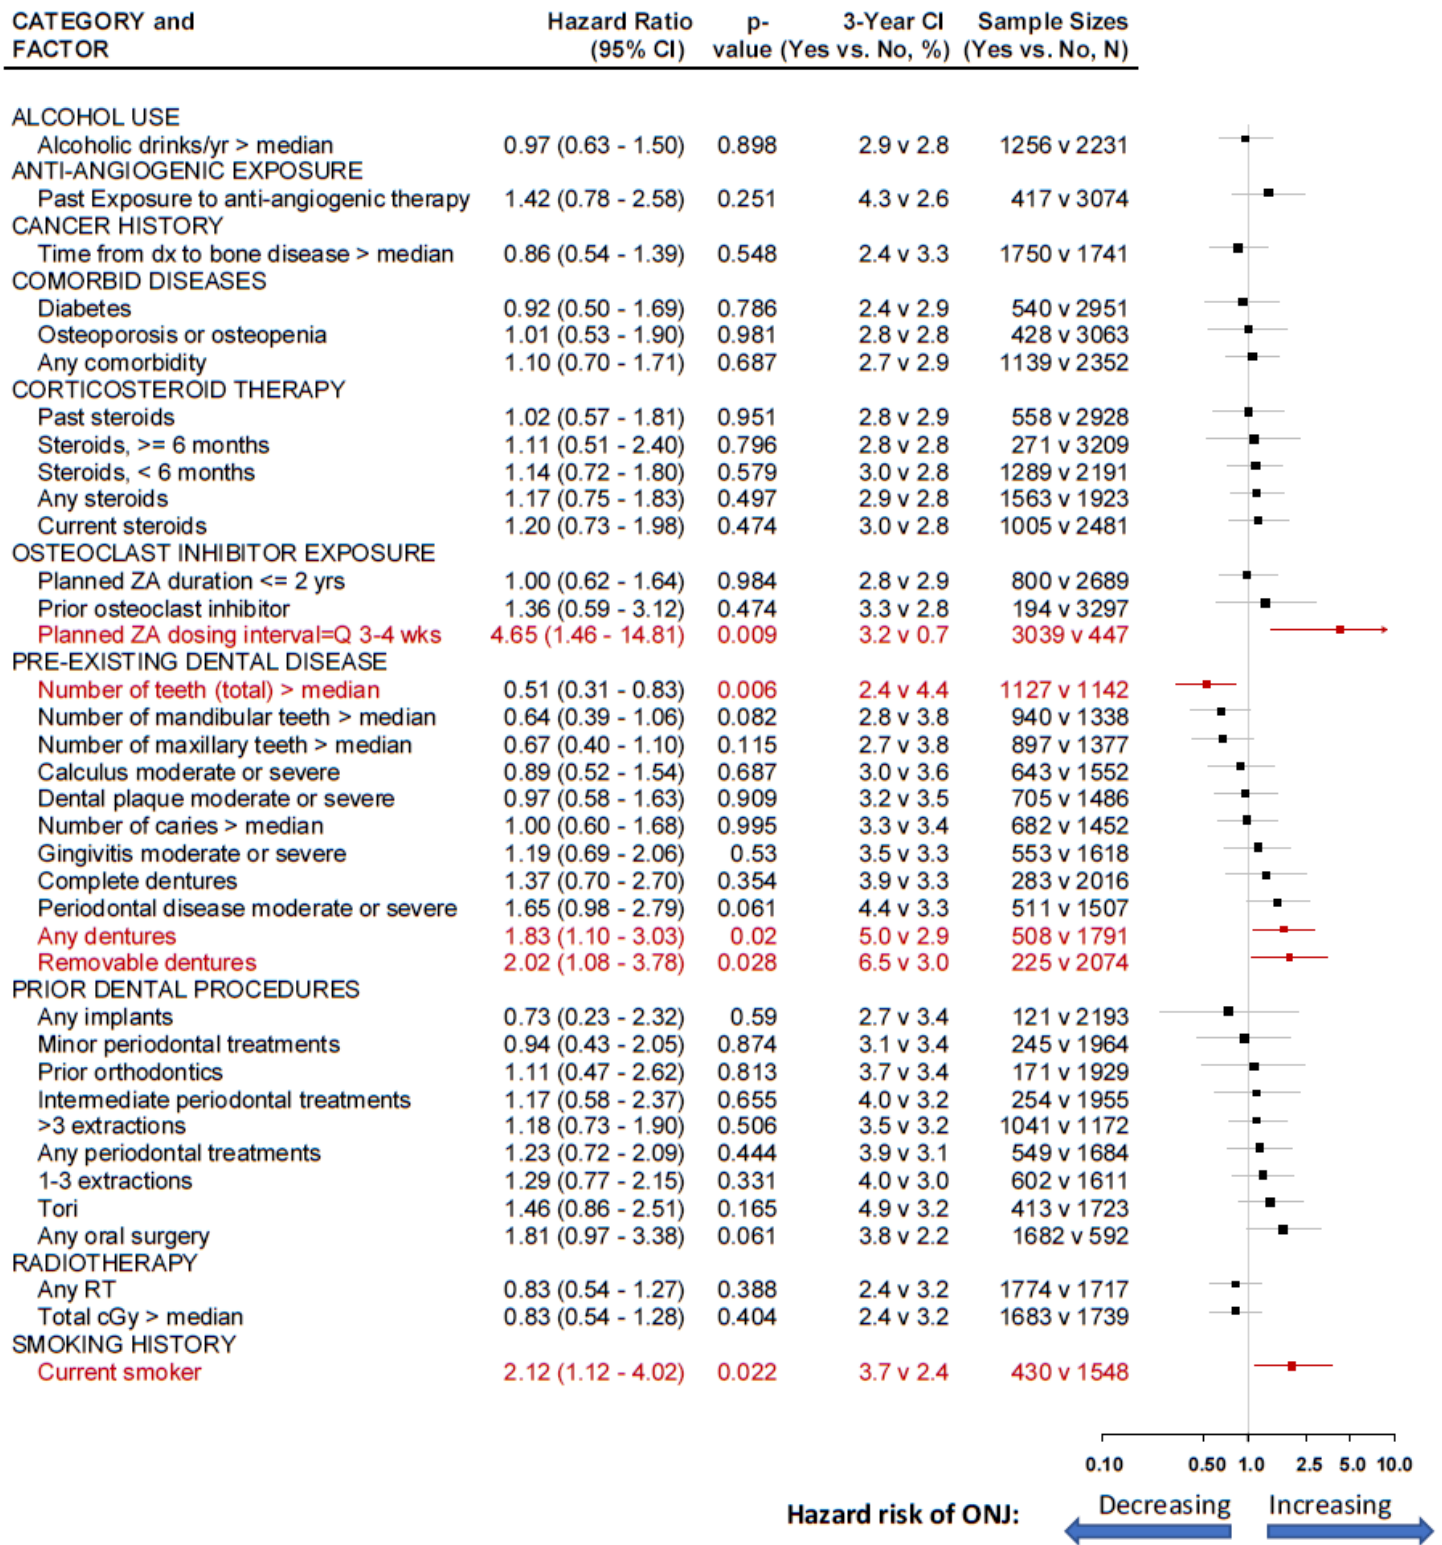 CATEGORY and Hazard Ratio p- 3-Year CI Sample Sizes
FACTOR (95% CI) value (Yes vs. No, %) (Yes vs. No, N)
ALCOHOL USE
Alcoholic drinks/yr > median 0.97 (0.63 - 1.50) 0.898 2.9 v 2.8 1256 v 2231
ANTI-ANGIOGENIC EXPOSURE
Past Exposure to anti-angiogenic therapy 1.42 (0.78 - 2.58) 0.251 4.3 v 2.6 417 v 3074
CANCER HISTORY
Time from dx to bone disease > median 0.86 (0.54 - 1.39) 0.548 2.4 v 3.3 1750 v 1741
COMORBID DISEASES
Diabetes 0.92 (0.50 - 1.69) 0.786 2.4 v 2.9 540 v 2951
Osteoporosis or osteopenia 1.01 (0.53 - 1.90) 0.981 2.8 v 2.8 428 v 3063
Any comorbidity 1.10 (0.70 - 1.71) 0.687 2.7 v 2.9 1139 v 2352
CORTICOSTEROID THERAPY
Past steroids 1.02 (0.57 - 1.81) 0.951 2.8 v 2.9 558 v 2928
Steroids, >= 6 months 1.11 (0.51 - 2.40) 0.796 2.8 v 2.8 271 v 3209
Steroids, < 6 months 1.14 (0.72 - 1.80) 0.579 3.0 v 2.8 1289 v 2191
Any steroids 1.17 (0.75 - 1.83) 0.497 2.9 v 2.8 1563 v 1923
Current steroids 1.20 (0.73 - 1.98) 0.474 3.0 v 2.8 1005 v 2481
OSTEOCLAST INHIBITOR EXPOSURE
Planned ZA duration <= 2 yrs 1.00 (0.62 - 1.64) 0.984 2.8 v 2.9 800 v 2689
Prior osteoclast inhibitor 1.36 (0.59 - 3.12) 0.474 3.3 v 2.8 194 v 3297
Planned ZA dosing interval=Q 3-4 wks 4.65 (1.46 - 14.81) 0.009 3.2 v 0.7 3039 v 447
PRE-EXISTING DENTAL DISEASE
Number of teeth (total) > median 0.51 (0.31 - 0.83) 0.006 2.4 v 4.4 1127 v 1142
Number of mandibular teeth > median 0.64 (0.39 - 1.06) 0.082 2.8 v 3.8 940 v 1338
Number of maxillary teeth > median 0.67 (0.40 - 1.10) 0.115 2.7 v 3.8 897 v 1377
Calculus moderate or severe 0.89 (0.52 - 1.54) 0.687 3.0 v 3.6 643 v 1552
Dental plaque moderate or severe 0.97 (0.58 - 1.63) 0.909 3.2 v 3.5 705 v 1486
Number of caries > median 1.00 (0.60 - 1.68) 0.995 3.3 v 3.4 682 v 1452
Gingivitis moderate or severe 1.19 (0.69 - 2.06) 0.53 3.5 v 3.3 553 v 1618
Complete dentures 1.37 (0.70 - 2.70) 0.354 3.9 v 3.3 283 v 2016
Periodontal disease moderate or severe 1.65 (0.98 - 2.79) 0.061 4.4 v 3.3 511 v 1507
Any dentures 1.83 (1.10 - 3.03) 0.02 5.0 v 2.9 508 v 1791
Removable dentures 2.02 (1.08 - 3.78) 0.028 6.5 v 3.0 225 v 2074
PRIOR DENTAL PROCEDURES
Any implants 0.73 (0.23 - 2.32) 0.59 2.7 v 3.4 121 v 2193
Minor periodontal treatments 0.94 (0.43 - 2.05) 0.874 3.1 v 3.4 245 v 1964
Prior orthodontics 1.11 (0.47 - 2.62) 0.813 3.7 v 3.4 171 v 1929
Intermediate periodontal treatments 1.17 (0.58 - 2.37) 0.655 4.0 v 3.2 254 v 1955
>3 extractions 1.18 (0.73 - 1.90) 0.506 3.5 v 3.2 1041 v 1172
Any periodontal treatments 1.23 (0.72 - 2.09) 0.444 3.9 v 3.1 549 v 1684
1-3 extractions 1.29 (0.77 - 2.15) 0.331 4.0 v 3.0 602 v 1611
Tori 1.46 (0.86 - 2.51) 0.165 4.9 v 3.2 413 v 1723
Any oral surgery 1.81 (0.97 - 3.38) 0.061 3.8 v 2.2 1682 v 592
RADIOTHERAPY
Any RT 0.83 (0.54 - 1.27) 0.388 2.4 v 3.2 1774 v 1717
Total cGy > median 0.83 (0.54 - 1.28) 0.404 2.4 v 3.2 1683 v 1739
SMOKING HISTORY
Current smoker 2.12 (1.12 - 4.02) 0.022 3.7 v 2.4 430 v 1548
0.10 0.50 1.0 2.5 5.0 10.0
Hazard risk of ONJ: Decreasing Increasing